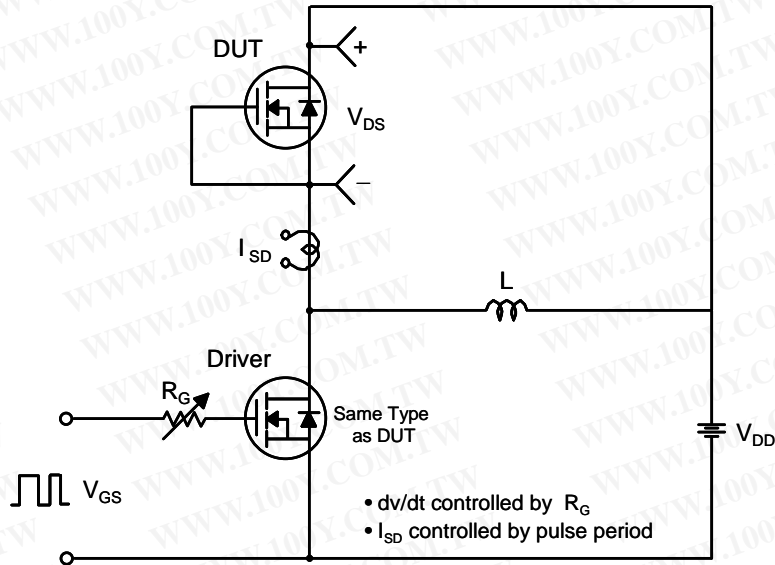 DUT
+
V_DS
−
I_SD
L
Driver
R_G
Same Type
as DUT
V_DD
V_GS
• dv/dt controlled by R_G
• I_SD controlled by pulse period
WWW.100Y.COM.TW